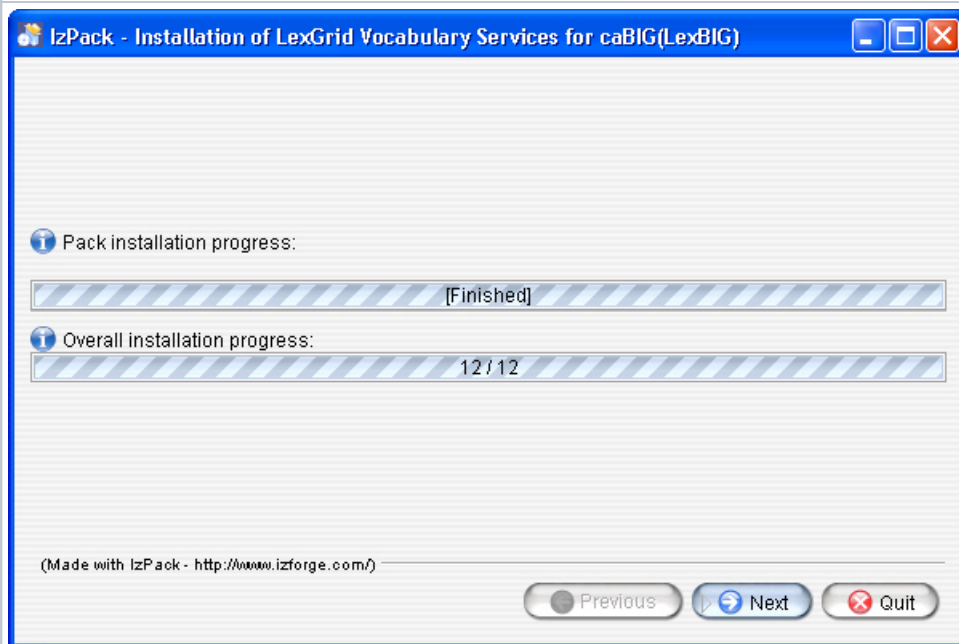 IzPack - Installation of LexGrid Vocabulary Services for caBIG(LexBIG)
Pack installation progress:
[Finished]
Overall installation progress:
12 / 12
(Made with IzPack - http://www.izforge.com/)
Previous Next Quit